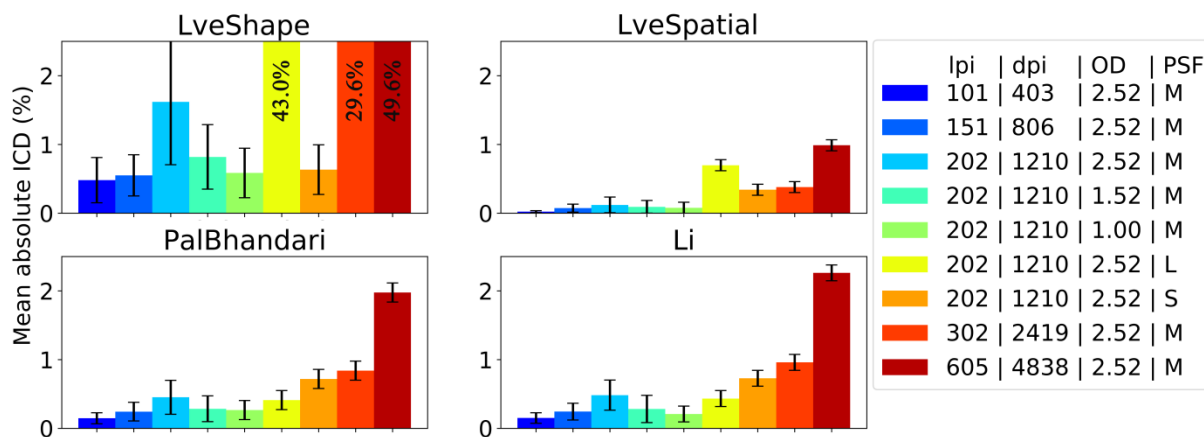 LveShape
LveSpatial
Mean absolute ICD (%)
2
1
0
43.0%
29.6%
49.6%
2
1
0
PalBhandari
Li
2
1
0
2
1
0
lpi | dpi | OD | PSF
101 | 403 | 2.52 | M
151 | 806 | 2.52 | M
202 | 1210 | 2.52 | M
202 | 1210 | 1.52 | M
202 | 1210 | 1.00 | M
202 | 1210 | 2.52 | L
202 | 1210 | 2.52 | S
302 | 2419 | 2.52 | M
605 | 4838 | 2.52 | M